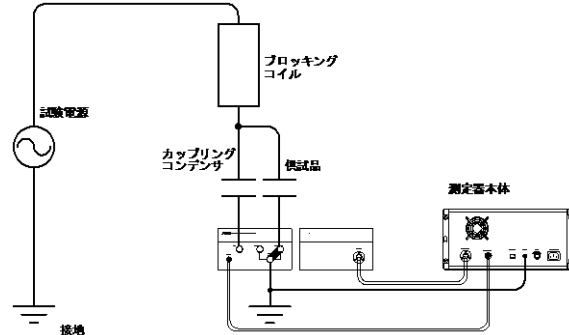 ブロッキング
コイル
試験電源
カップリング
コンデンサ
供試品
測定器本体
接地